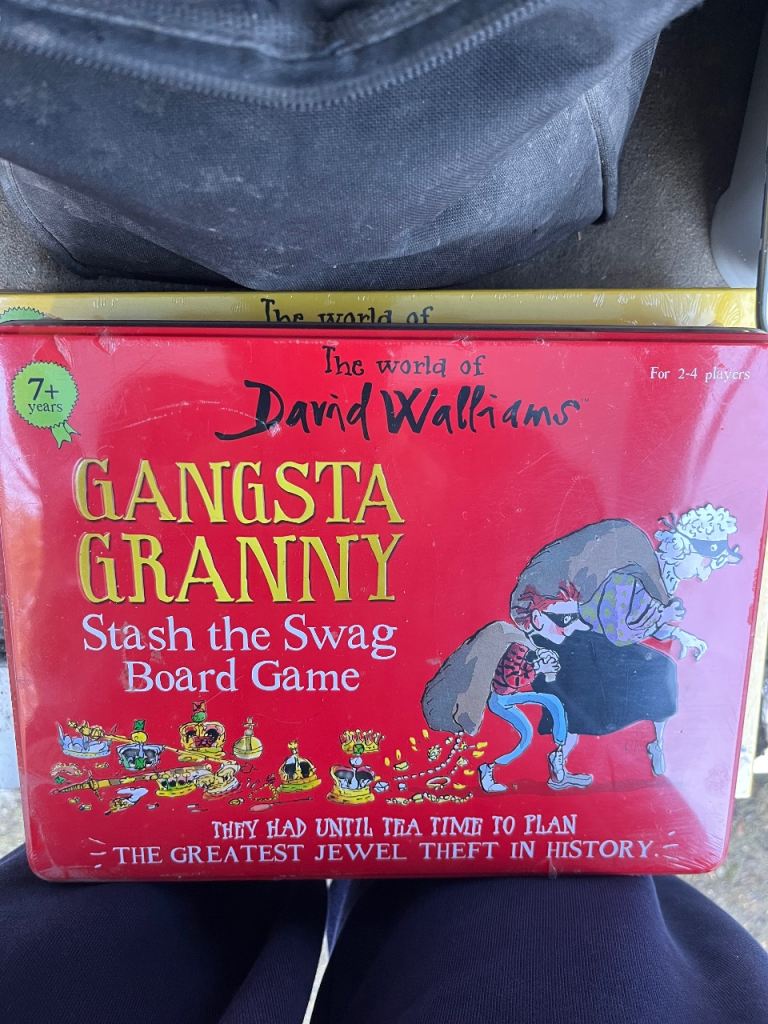 The world of
The world of
David Walliams™
For 2-4 players
7+
years
GANGSTA
GRANNY
Stash the Swag
Board Game
THEY HAD UNTIL TEA TIME TO PLAN
THE GREATEST JEWEL THEFT IN HISTORY.